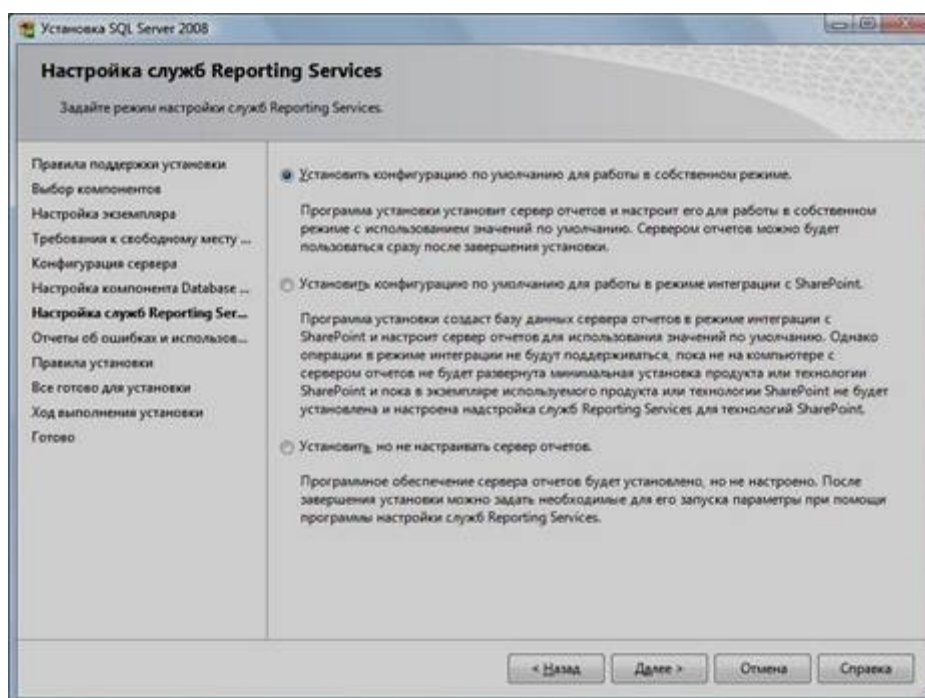 Установка SQL Server 2008
Настройка служб Reporting Services
Задайте режим настройки служб Reporting Services.
Правила поддержки установки
Выбор компонентов
Настройка экземпляра
Требования к свободному месту ...
Конфигурация сервера
Настройка компонента Database ...
Настройка служб Reporting Ser...
Отчеты об ошибках и использов...
Правила установки
Все готово для установки
Ход выполнения установки
Готово
Установить конфигурацию по умолчанию для работы в собственном режиме.
Программа установки установит сервер отчетов и настроит его для работы в собственном
режиме с использованием значений по умолчанию. Сервером отчетов можно будет
пользоваться сразу после завершения установки.
Установить конфигурацию по умолчанию для работы в режиме интеграции с SharePoint.
Программа установки создаст базу данных сервера отчетов в режиме интеграции с
SharePoint и настроит сервер отчетов для использования значений по умолчанию. Однако
операции в режиме интеграции не будут поддерживаться, пока не на компьютере с
сервером отчетов не будет развернута минимальная установка продукта или технологии
SharePoint и пока в экземпляре используемого продукта или технологии SharePoint не будет
установлена и настроена надстройка служб Reporting Services для технологий SharePoint.
Установить, но не настраивать сервер отчетов.
Программное обеспечение сервера отчетов будет установлено, но не настроено. После
завершения установки можно задать необходимые для его запуска параметры при помощи
программы настройки служб Reporting Services.
< Назад
Далее >
Отмена
Справка